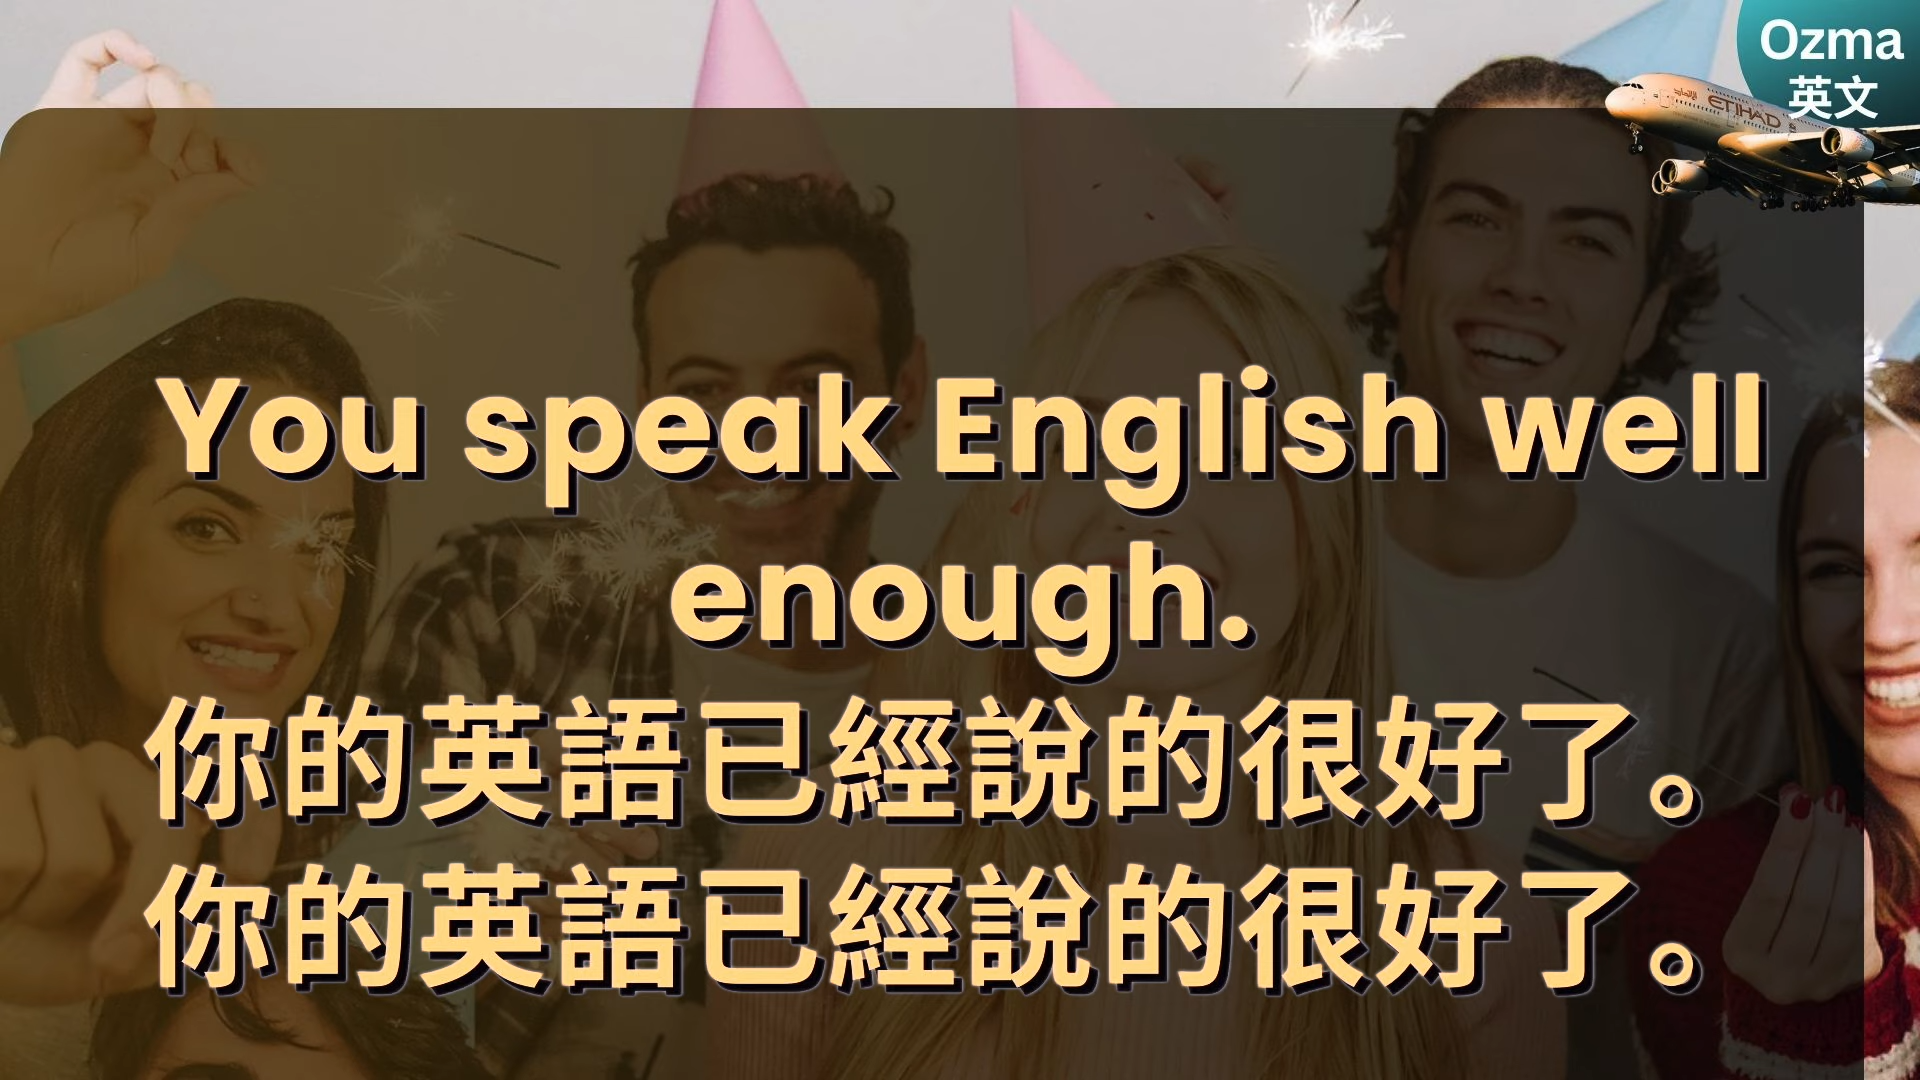 Ozma
英文
ETIHAD
You speak English well
enough.
你的英語已經說的很好了。
你的英語已經說的很好了。